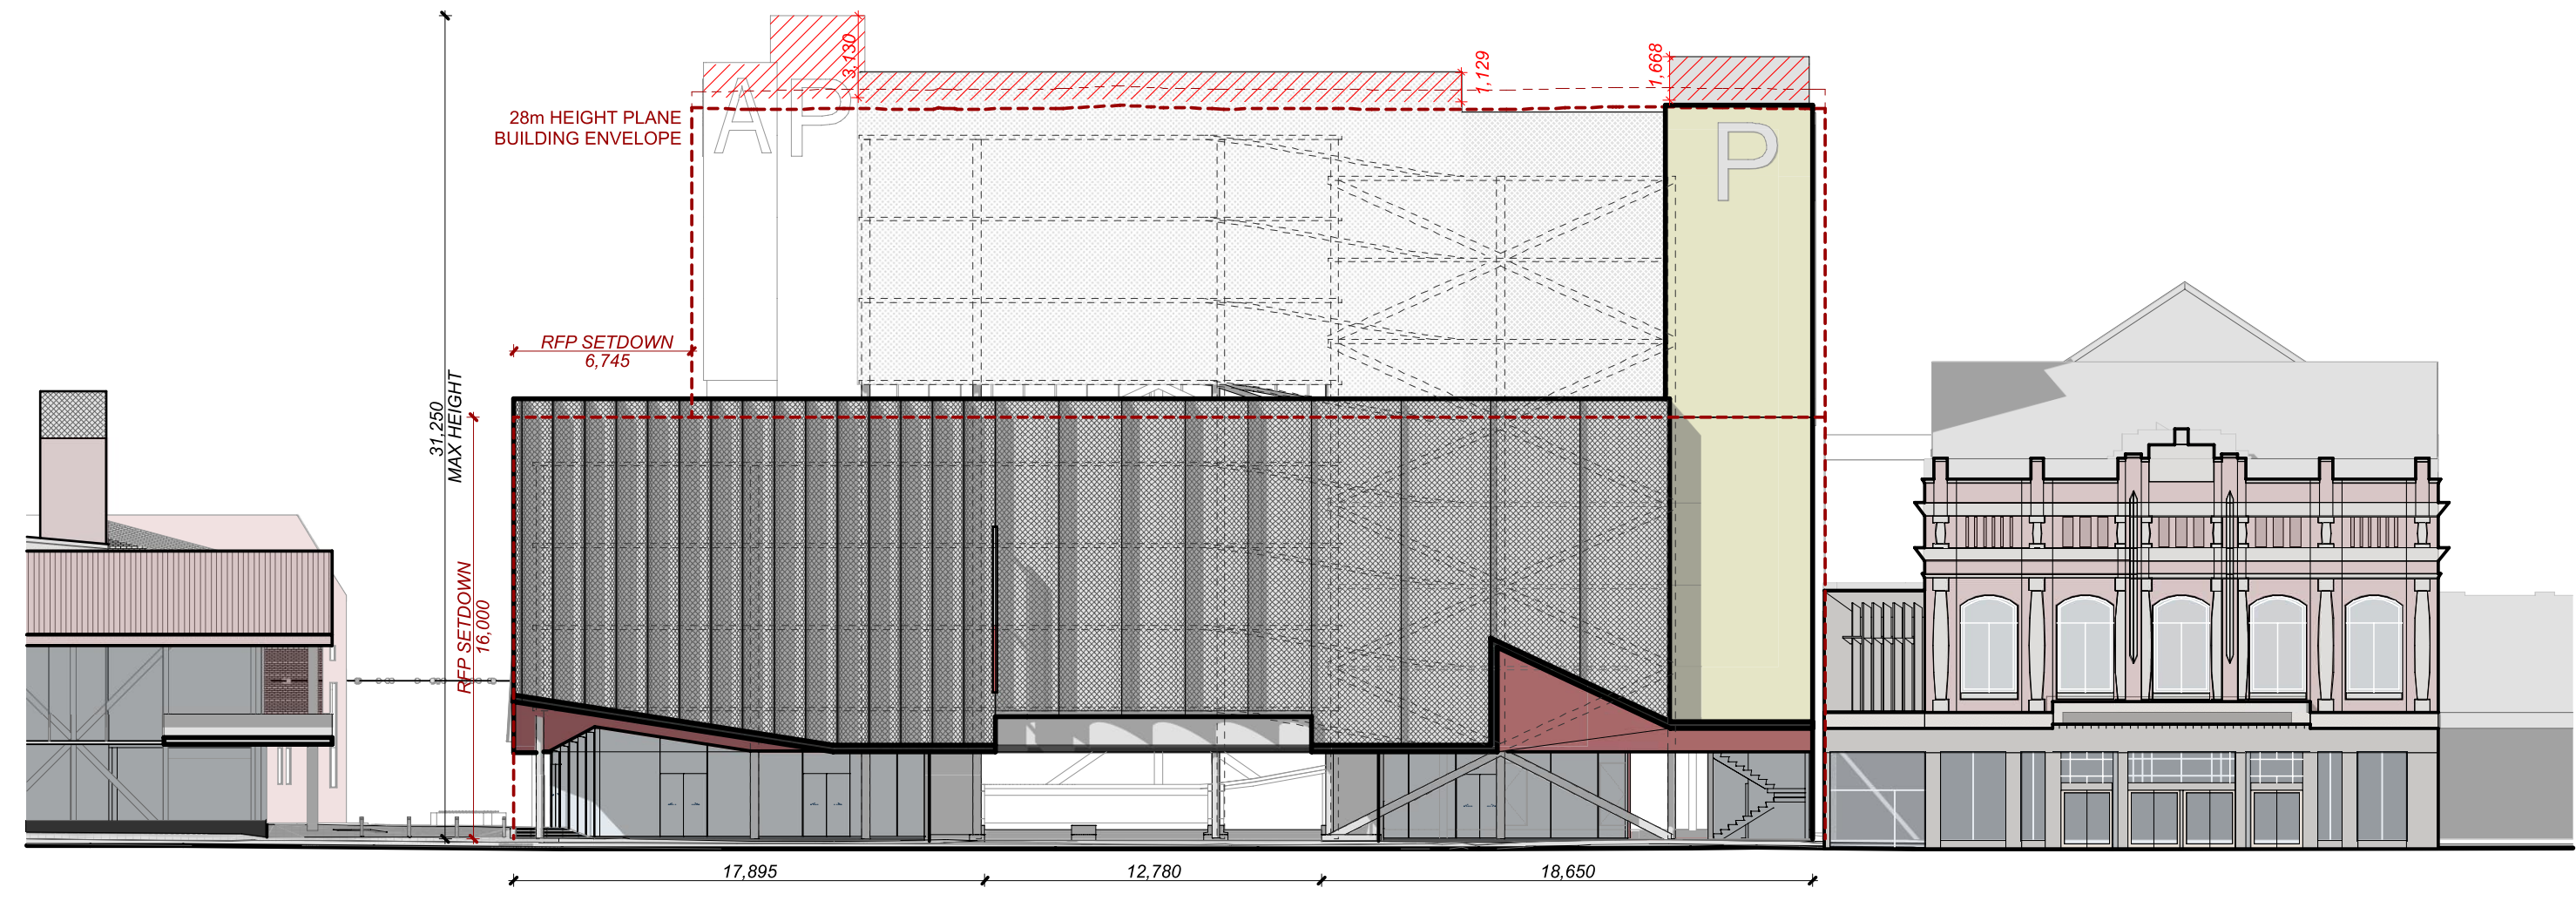 3,130
1,129
1,668
A P
P
28m HEIGHT PLANE
BUILDING ENVELOPE
RFP SETDOWN
6,745
31,250
MAX HEIGHT
RFP SETDOWN
16,000
17,895
12,780
18,650